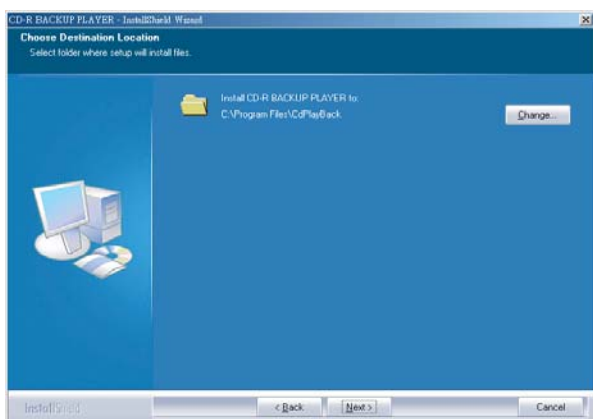 CD-R BACKUP PLAYER - InstallShield Wizard
Choose Destination Location
Select folder where setup will install files.
Install CD-R BACKUP PLAYER to:
C:\Program Files\CdPlayBack
Change...
InstallShield
< Back
Next >
Cancel